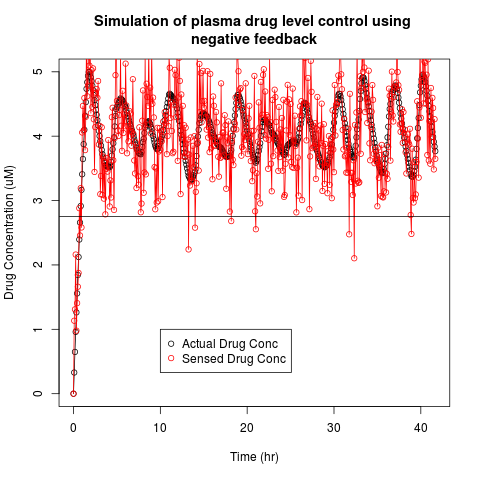 Simulation of plasma drug level control using
negative feedback
Drug Concentration (uM)
5
4
3
2
1
0
Actual Drug Conc
Sensed Drug Conc
0 10 20 30 40
Time (hr)